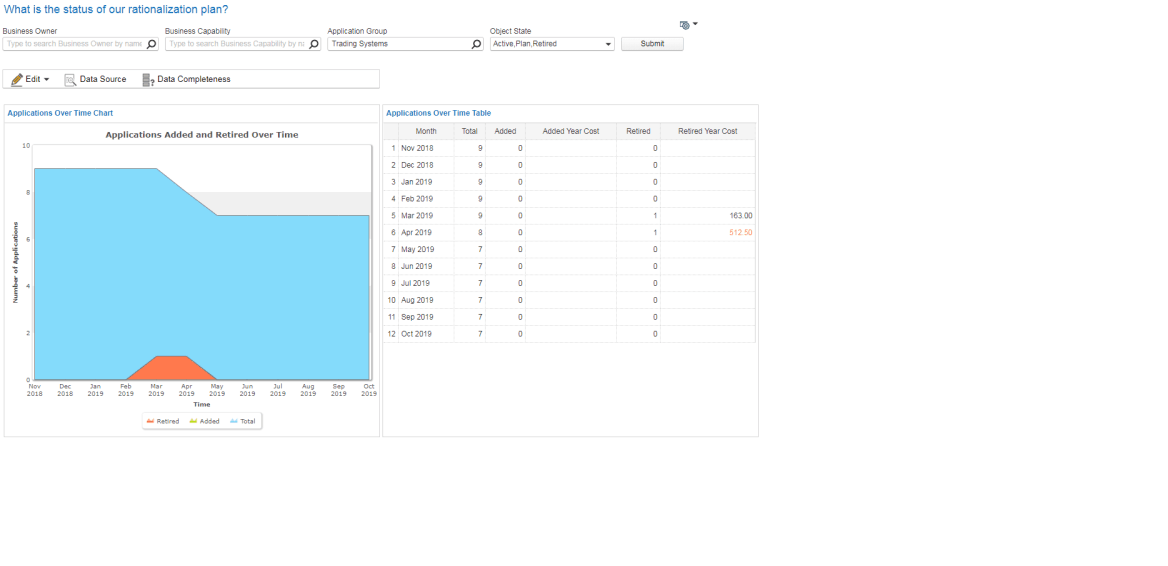 What is the status of our rationalization plan?
Business Owner Business Capability Application Group Object State
Type to search Business Owner by name Type to search Business Capability by ru Trading Systems Active,Plan,Retired Submit
Edit Data Source Data Completeness
Applications Over Time Chart
Applications Added and Retired Over Time
Number of Applications
10
8
6
4
2
0
Nov Dec Jan Feb Mar Apr May Jun Jul Aug Sep Oct
2018 2018 2019 2019 2019 2019 2019 2019 2019 2019 2019 2019
Time
Retired Added Total
Applications Over Time Table
Month Total Added Added Year Cost Retired Retired Year Cost
1 Nov 2018 9 0 0
2 Dec 2018 9 0 0
3 Jan 2019 9 0 0
4 Feb 2019 9 0 0
5 Mar 2019 9 0 1 163.00
6 Apr 2019 8 0 1 512.50
7 May 2019 7 0 0
8 Jun 2019 7 0 0
9 Jul 2019 7 0 0
10 Aug 2019 7 0 0
11 Sep 2019 7 0 0
12 Oct 2019 7 0 0